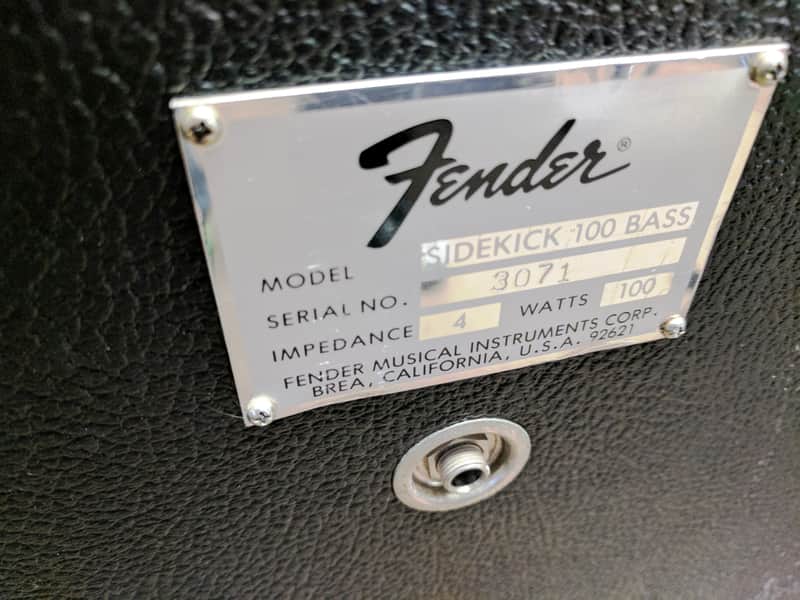 Fender®
MODEL SIDEKICK 100 BASS
SERIAL NO. 3071
IMPEDANCE 4 WATTS 100
FENDER MUSICAL INSTRUMENTS CORP.
BREA, CALIFORNIA, U.S.A. 92621